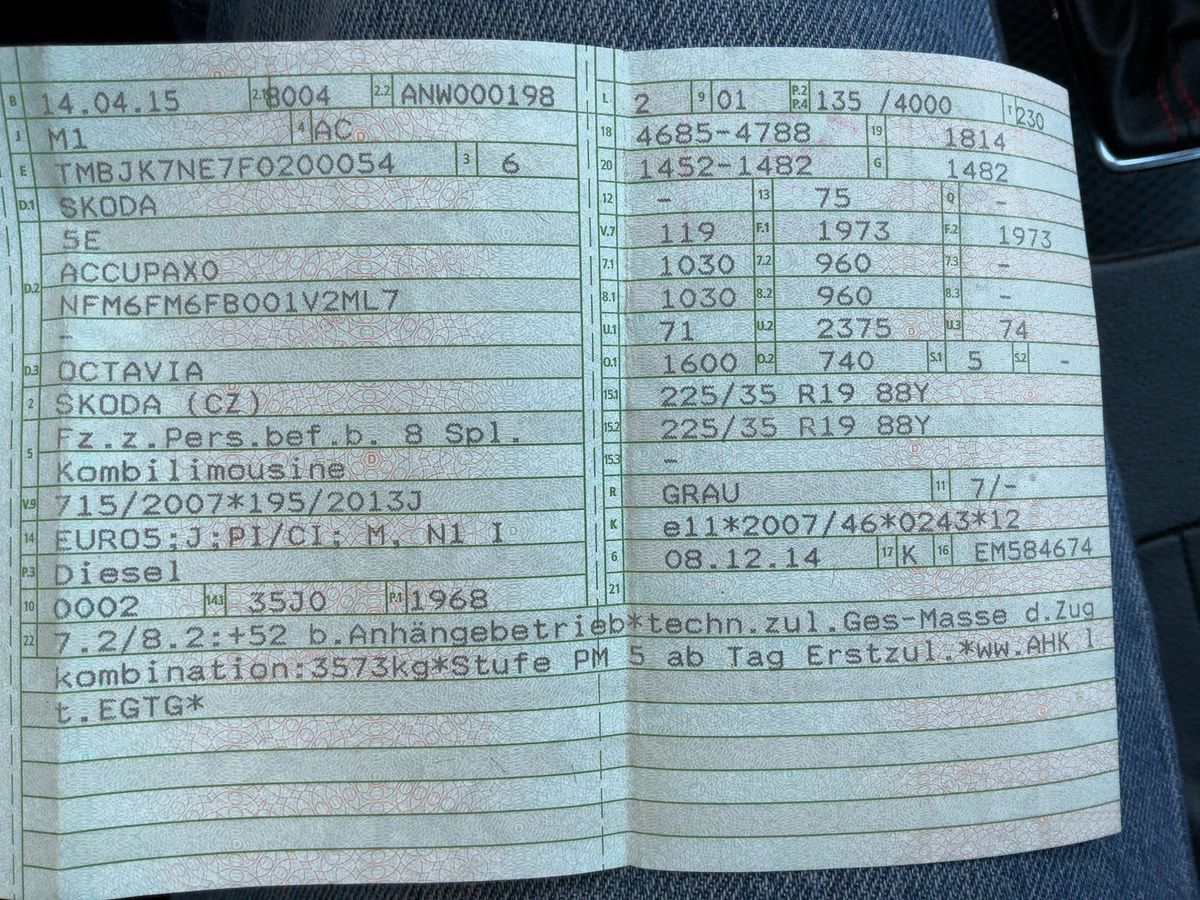 B 14.04.15 2.1 8004 2.2 ANW000198
J M1 4 AC
E TMBJK7NE7F0200054 3 6
D.1 SKODA
5E
D.2 ACCUPAX0
NFM6FM6FB001V2ML7
-
D.3 OCTAVIA
2 SKODA (CZ)
5 Fz.z.Pers.bef.b. 8 Spl.
Kombilimousine
V.9 715/2007*195/2013J
14 EURO5;J;PI/CI; M, N1 I
P.3 Diesel
10 0002 14.1 35J0 P.1 1968
L 2 9 01 P.2 P.4 135 /4000 T 230
18 4685-4788 19 1814
20 1452-1482 G 1482
12 - 13 75 Q -
V.7 119 F.1 1973 F.2 1973
7.1 1030 7.2 960 7.3 -
8.1 1030 8.2 960 8.3 -
U.1 71 U.2 2375 U.3 74
O.1 1600 O.2 740 S.1 5 S.2 -
15.1 225/35 R19 88Y
15.2 225/35 R19 88Y
15.3 -
R GRAU 11 7/-
K e11*2007/46*0243*12
6 08.12.14 17 K 16 EM584674
21
22 7.2/8.2:+52 b.Anhängebetrieb*techn.zul.Ges-Masse d.Zug
kombination:3573kg*Stufe PM 5 ab Tag Erstzul.*ww.AHK l
t.EGTG*